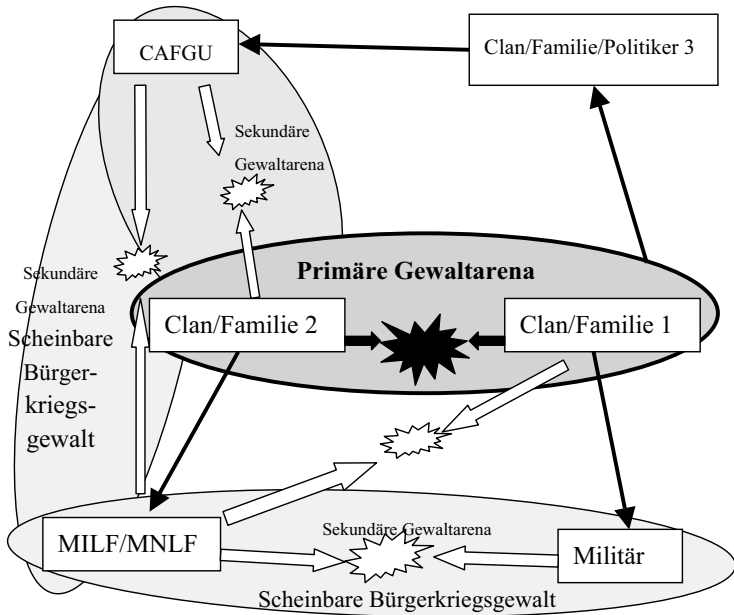 CAFGU
Clan/Familie/Politiker 3
Sekundäre
Gewaltarena
Primäre Gewaltarena
Sekundäre
Gewaltarena
Scheinbare
Bürger-
kriegs-
gewalt
Clan/Familie 2
Clan/Familie 1
MILF/MNLF
Sekundäre Gewaltarena
Militär
Scheinbare Bürgerkriegsgewalt